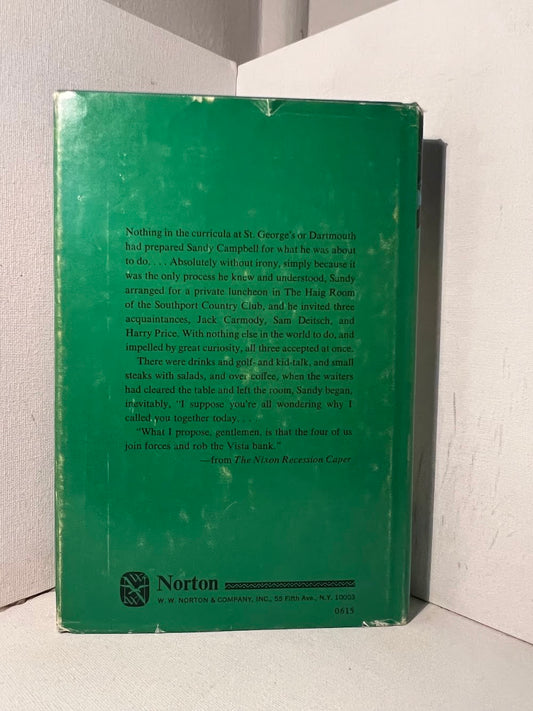 Nothing in the curricula at St. George's or Dartmouth
had prepared Sandy Campbell for what he was about
to do. . . . Absolutely without irony, simply because it
was the only process he knew and understood, Sandy
arranged for a private luncheon in The Haig Room
of the Southport Country Club, and he invited three
acquaintances, Jack Carmody, Sam Deitsch, and
Harry Price. With nothing else in the world to do, and
impelled by great curiosity, all three accepted at once.
There were drinks and golf- and kid-talk, and small
steaks with salads, and over coffee, when the waiters
had cleared the table and left the room, Sandy began,
inevitably, "I suppose you're all wondering why I
called you together today. . . .
"What I propose, gentlemen, is that the four of us
join forces and rob the Vista bank."
—from The Nixon Recession Caper
Norton
W. W. NORTON & COMPANY, INC., 55 Fifth Ave., N.Y. 10003
0615